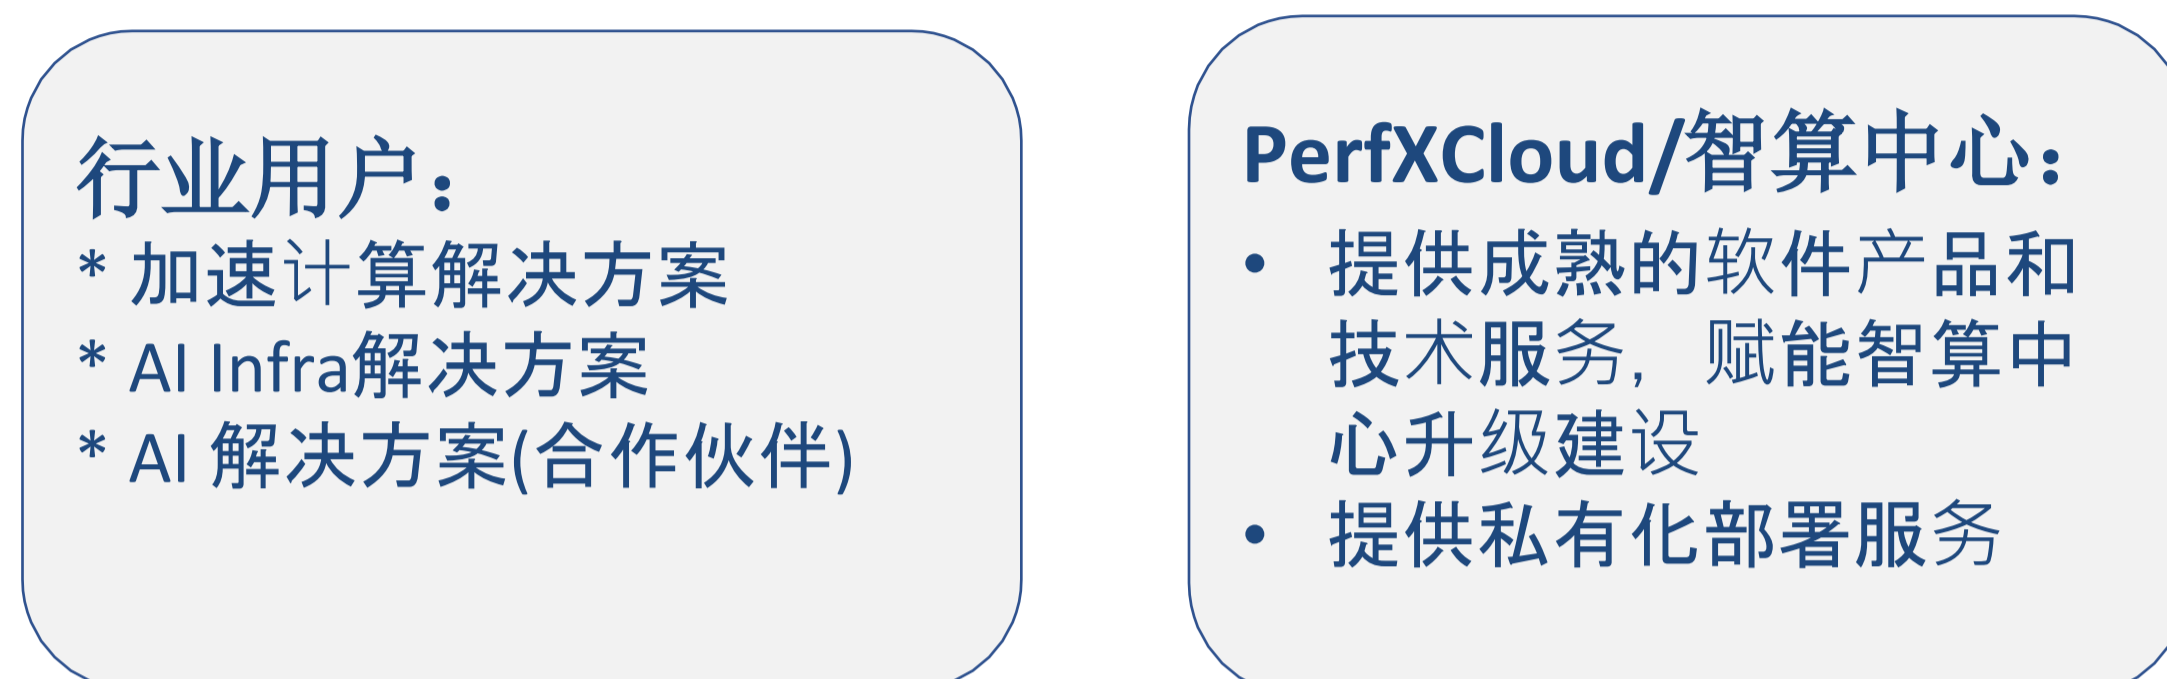 行业用户：
* 加速计算解决方案
* AI Infra解决方案
* AI 解决方案(合作伙伴)
PerfXCloud/智算中心：
• 提供成熟的软件产品和
技术服务，赋能智算中
心升级建设
• 提供私有化部署服务